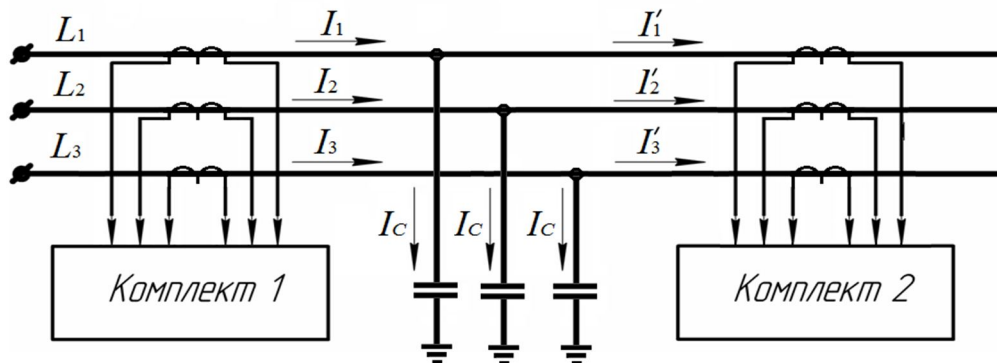 L1 I1 I′1
L2 I2 I′2
L3 I3 I′3
IC IC IC
Комплект 1 Комплект 2